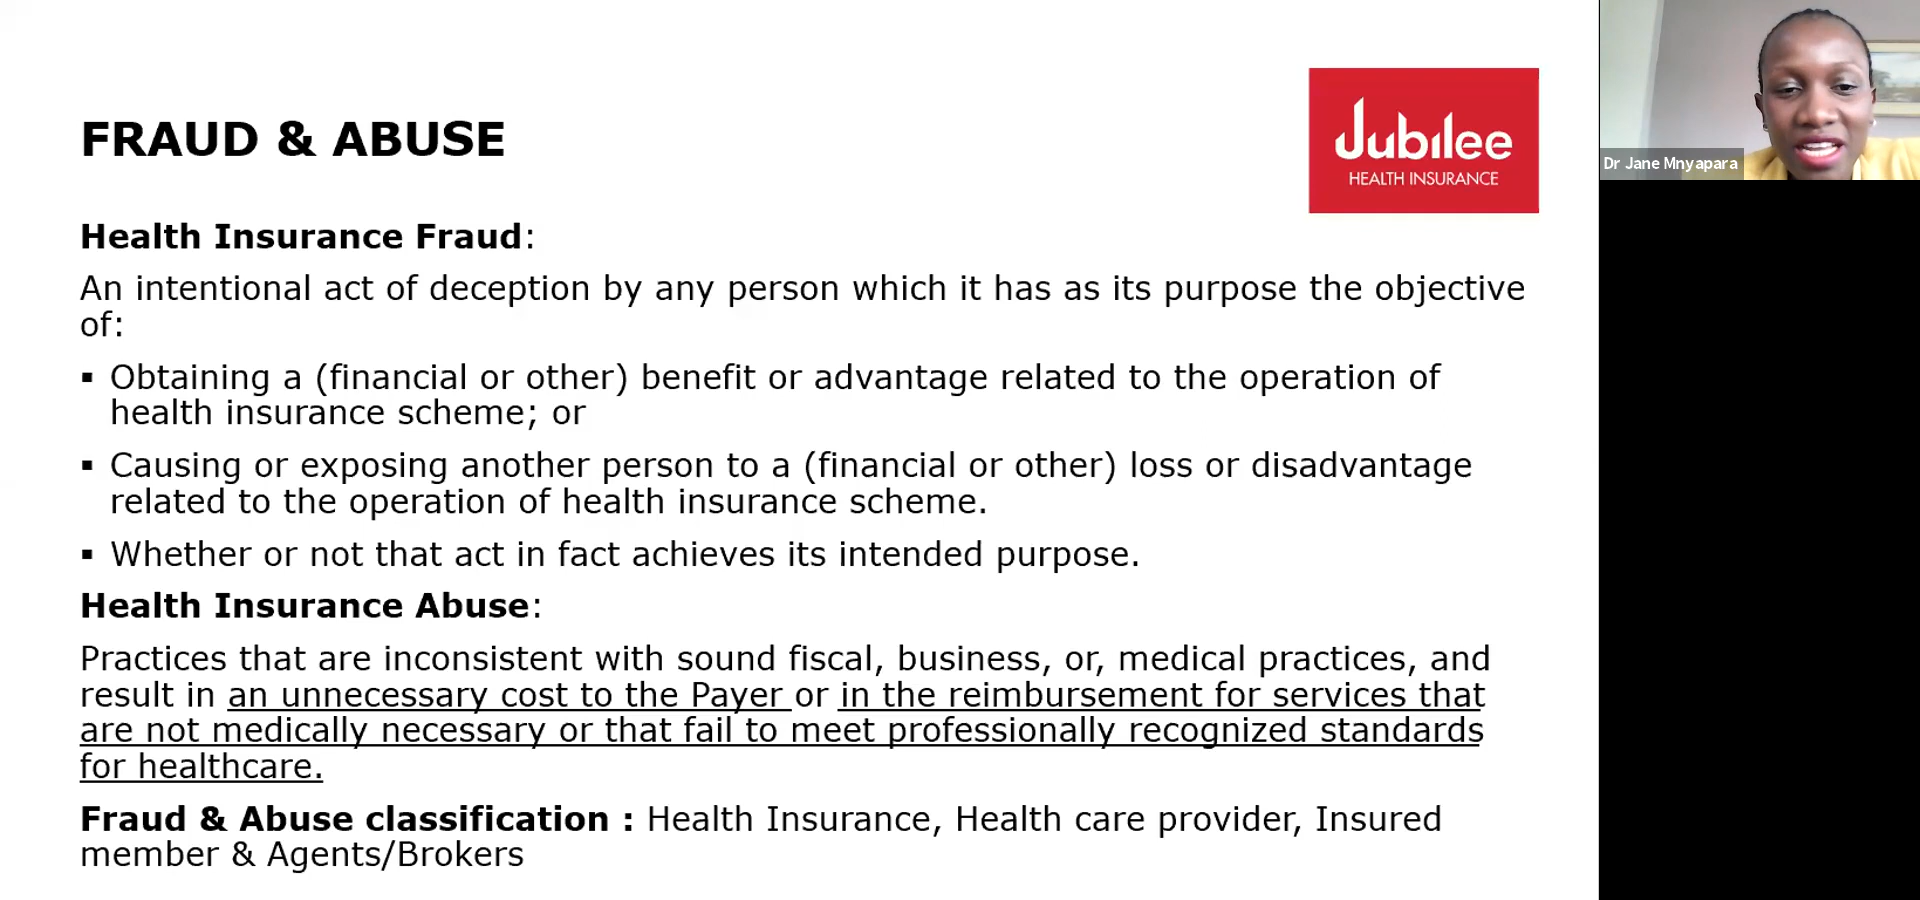 FRAUD & ABUSE
Jubilee
HEALTH INSURANCE
Dr Jane Mnyapara
Health Insurance Fraud:
An intentional act of deception by any person which it has as its purpose the objective
of:
▪ Obtaining a (financial or other) benefit or advantage related to the operation of
health insurance scheme; or
▪ Causing or exposing another person to a (financial or other) loss or disadvantage
related to the operation of health insurance scheme.
▪ Whether or not that act in fact achieves its intended purpose.
Health Insurance Abuse:
Practices that are inconsistent with sound fiscal, business, or, medical practices, and
result in an unnecessary cost to the Payer or in the reimbursement for services that
are not medically necessary or that fail to meet professionally recognized standards
for healthcare.
Fraud & Abuse classification : Health Insurance, Health care provider, Insured
member & Agents/Brokers